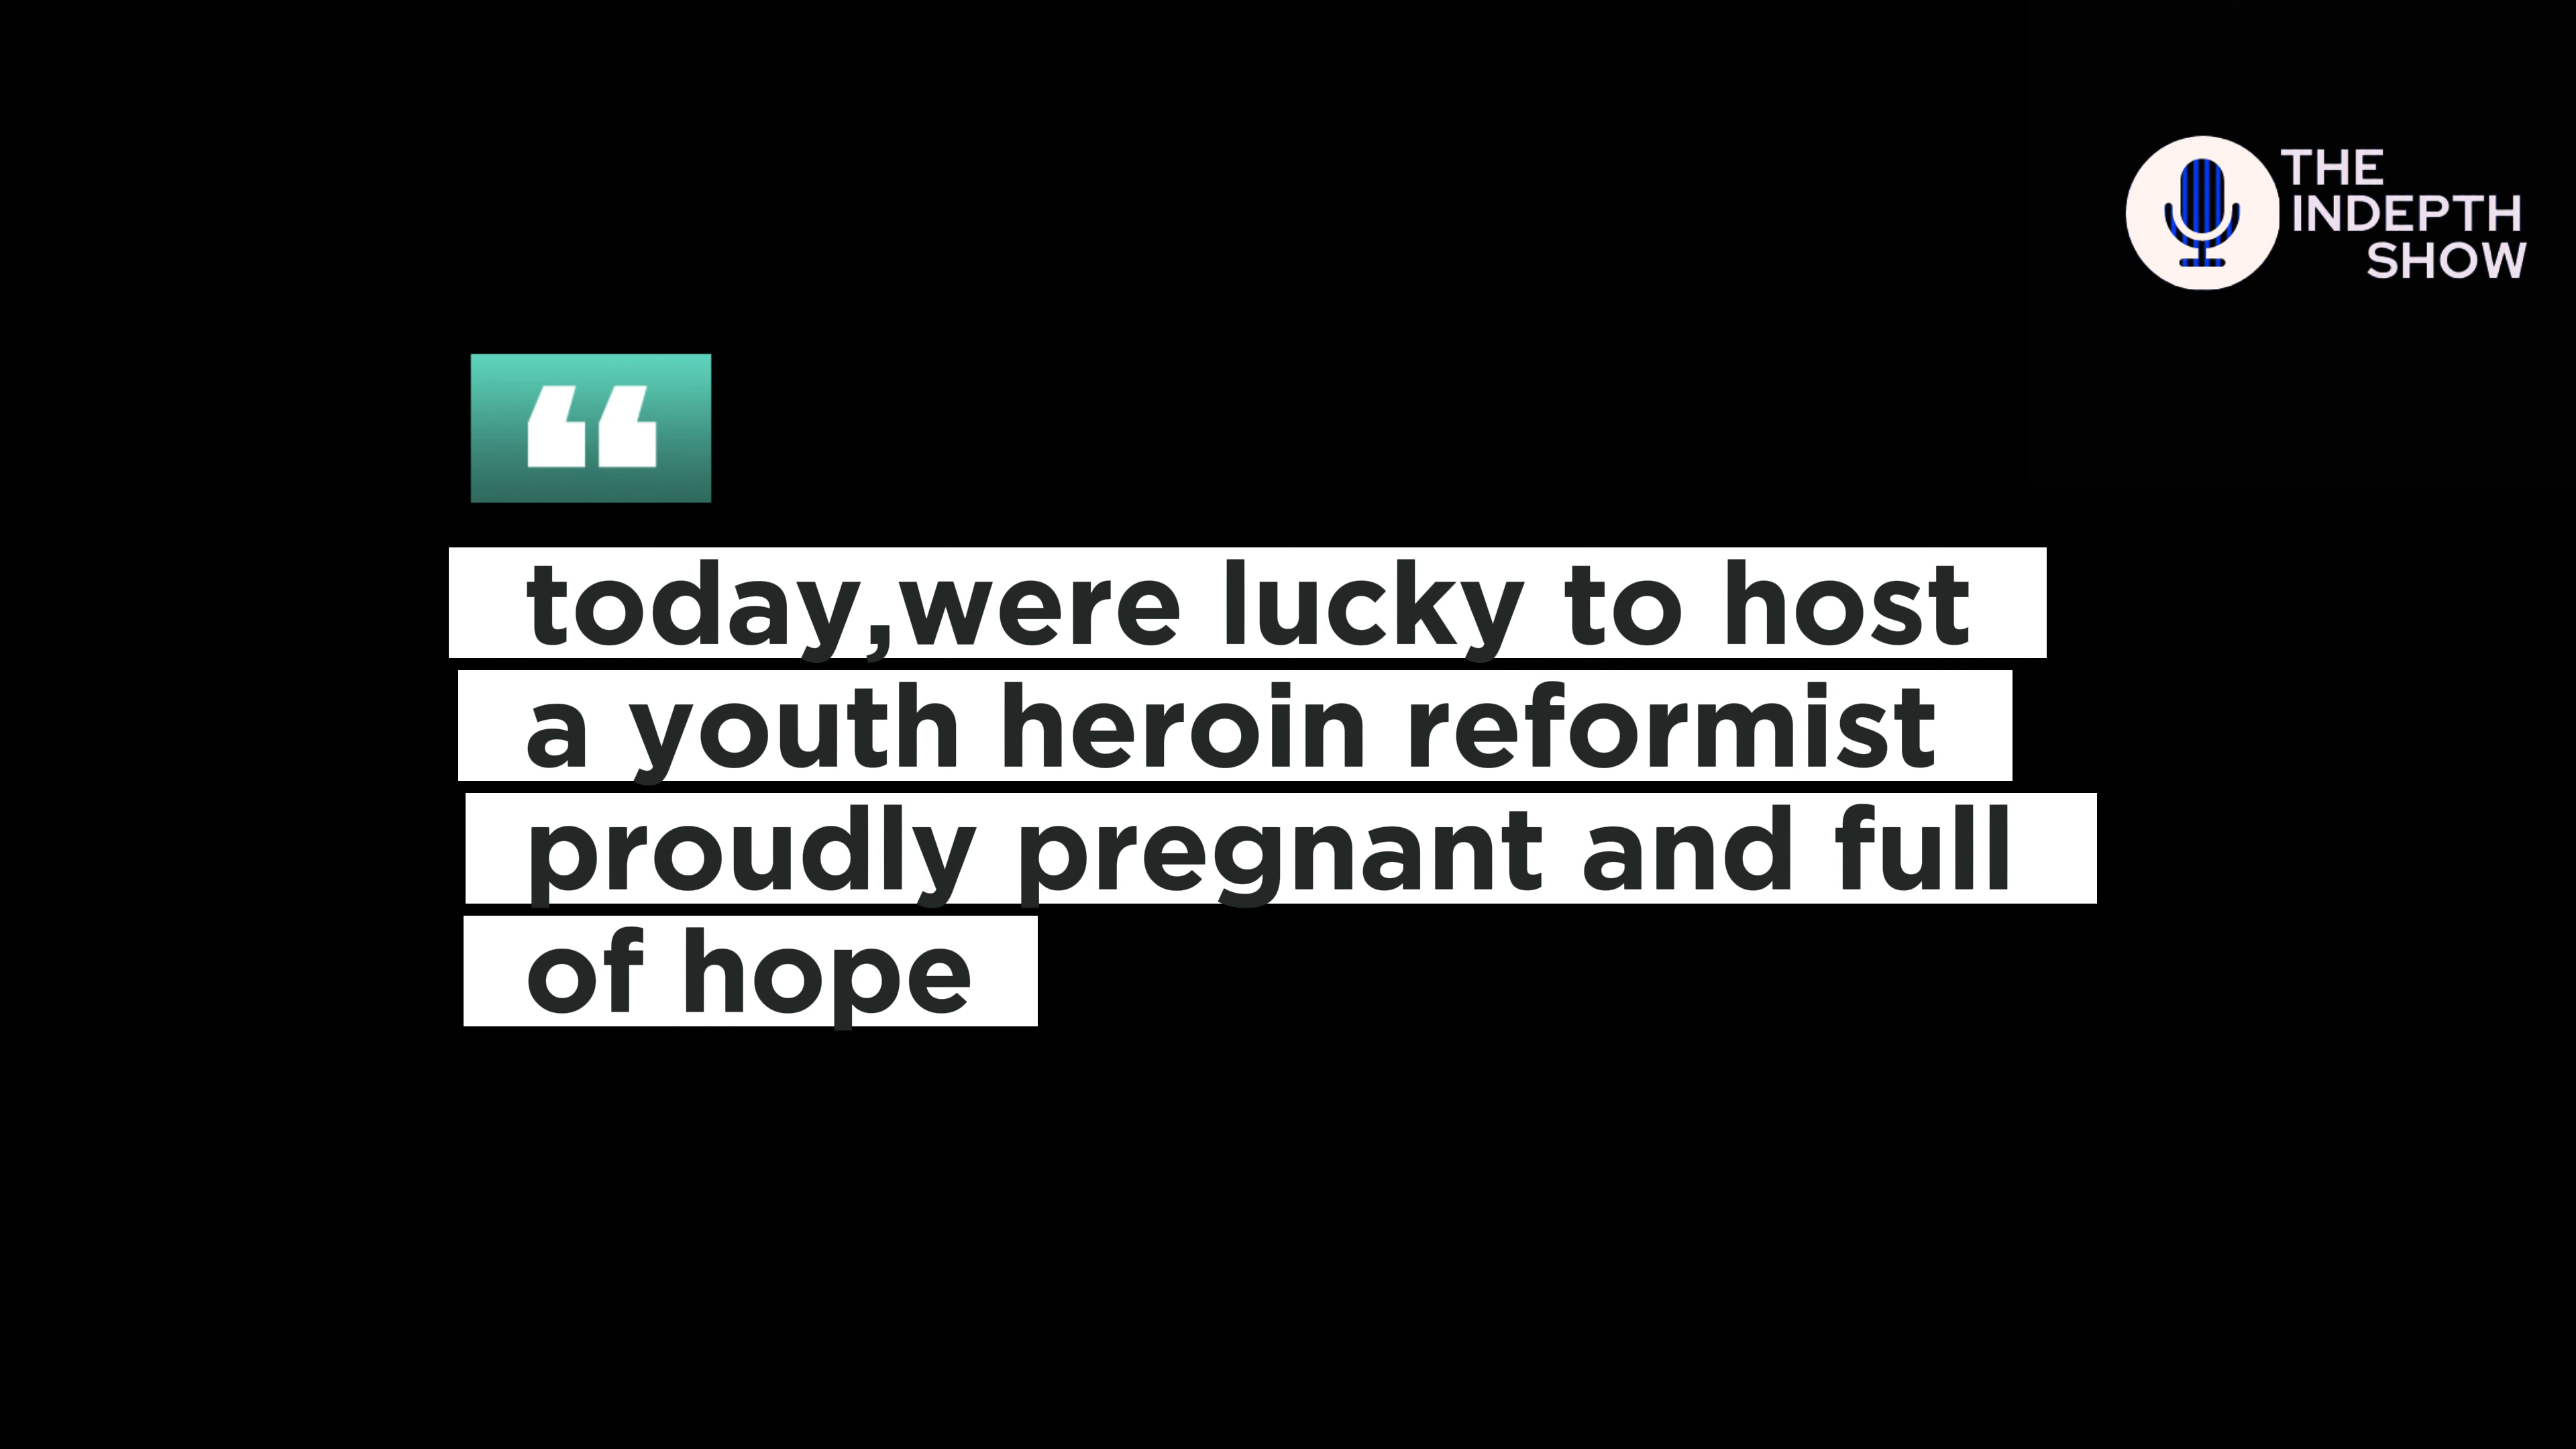 THE
INDEPTH
SHOW
“
today,were lucky to host
a youth heroin reformist
proudly pregnant and full
of hope